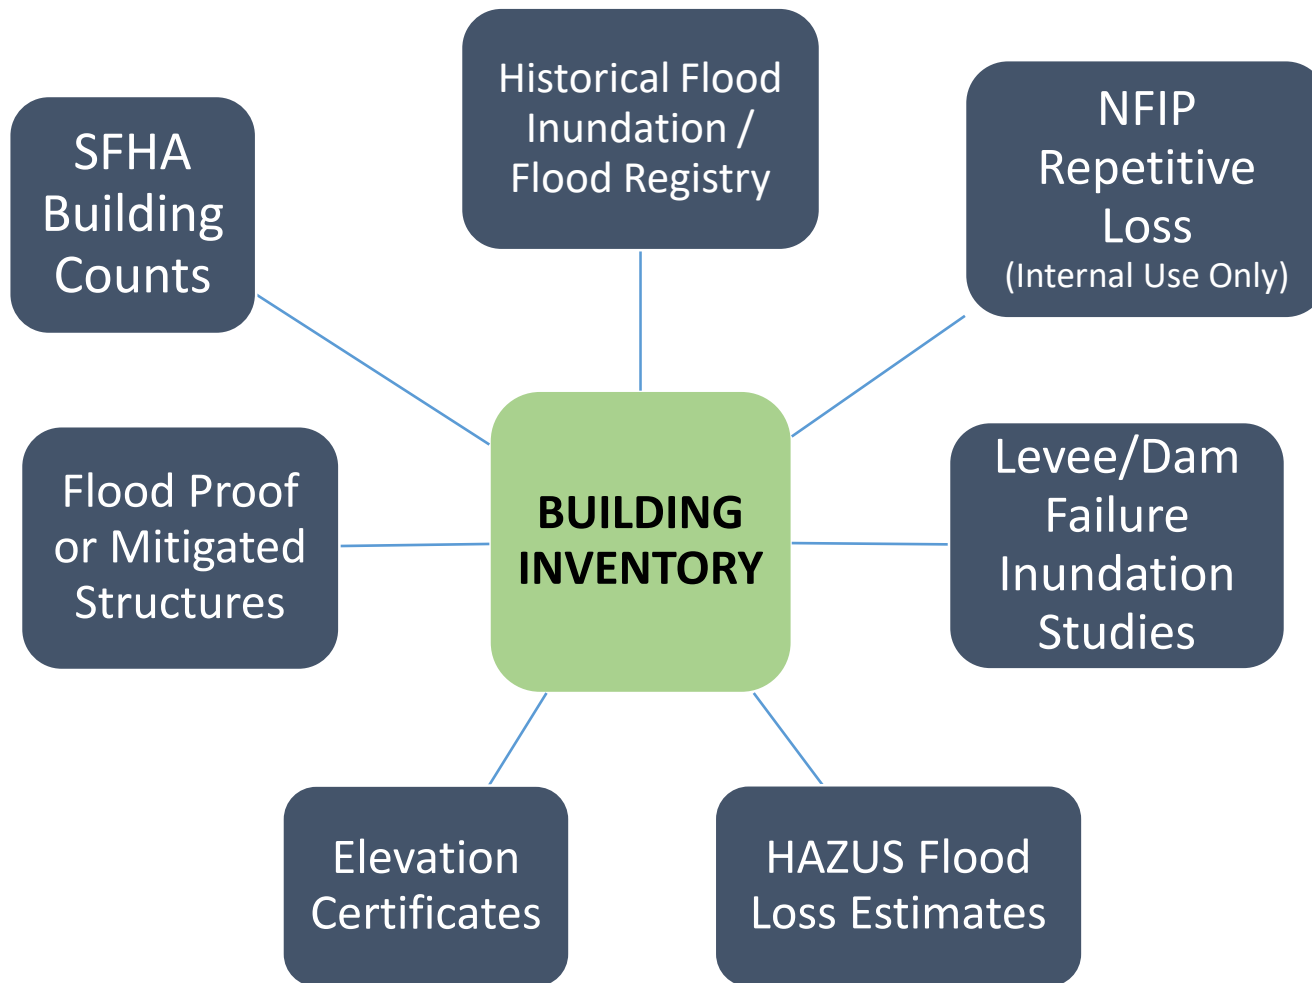 Historical Flood
Inundation /
Flood Registry
NFIP
Repetitive
Loss
(Internal Use Only)
SFHA
Building
Counts
Levee/Dam
Failure
Inundation
Studies
Flood Proof
or Mitigated
Structures
BUILDING
INVENTORY
Elevation
Certificates
HAZUS Flood
Loss Estimates